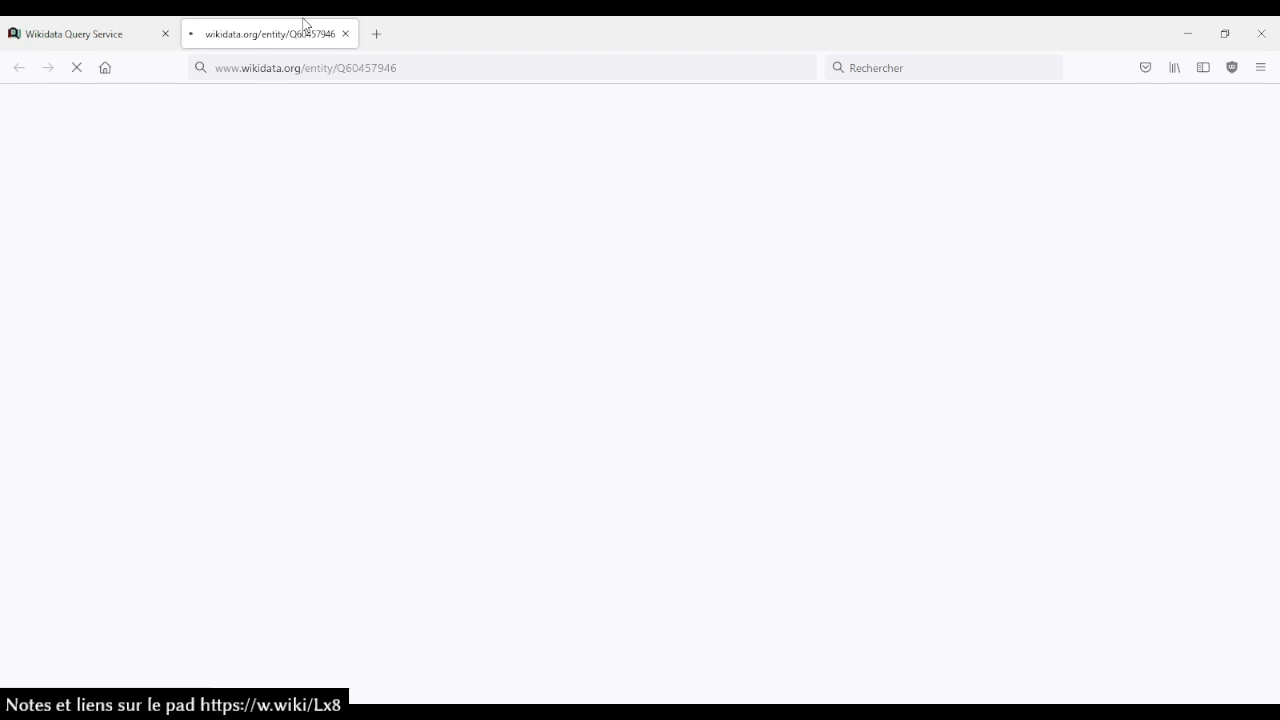 Wikidata Query Service
wikidata.org/entity/Q60457946
www.wikidata.org/entity/Q60457946
Rechercher
Notes et liens sur le pad https://w.wiki/Lx8